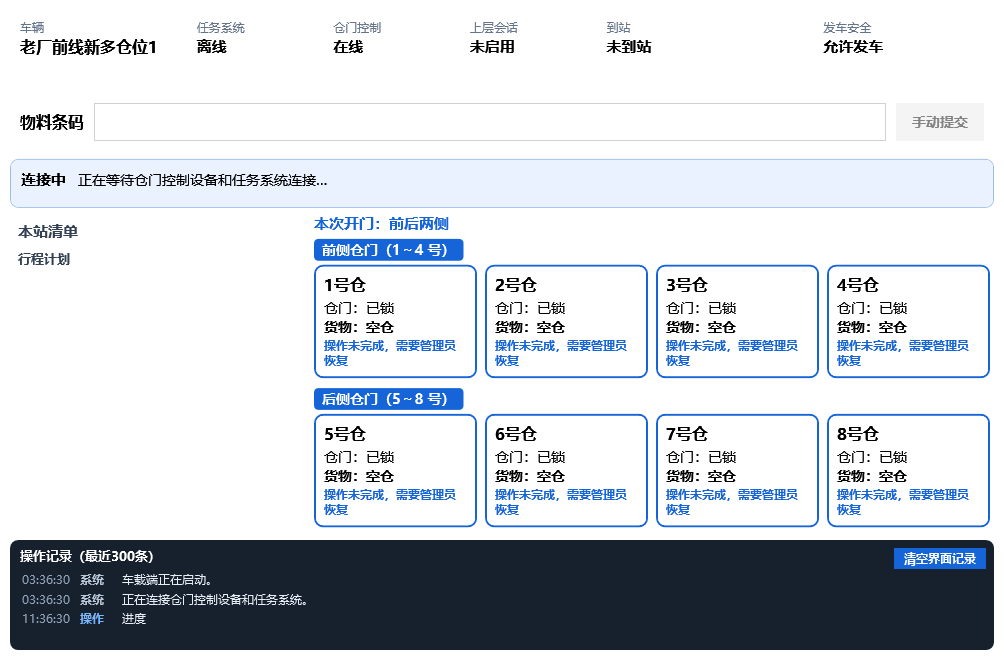 车辆 任务系统 仓门控制 上层会话 到站 发车安全
老厂前线新多仓位1 离线 在线 未启用 未到站 允许发车
物料条码 手动提交
连接中 正在等待仓门控制设备和任务系统连接...
本站清单
行程计划
本次开门：前后两侧
前侧仓门（1～4 号）
1号仓
仓门：已锁
货物：空仓
操作未完成，需要管理员
恢复
2号仓
仓门：已锁
货物：空仓
操作未完成，需要管理员
恢复
3号仓
仓门：已锁
货物：空仓
操作未完成，需要管理员
恢复
4号仓
仓门：已锁
货物：空仓
操作未完成，需要管理员
恢复
后侧仓门（5～8 号）
5号仓
仓门：已锁
货物：空仓
操作未完成，需要管理员
恢复
6号仓
仓门：已锁
货物：空仓
操作未完成，需要管理员
恢复
7号仓
仓门：已锁
货物：空仓
操作未完成，需要管理员
恢复
8号仓
仓门：已锁
货物：空仓
操作未完成，需要管理员
恢复
操作记录（最近300条） 清空界面记录
03:36:30 系统 车载端正在启动。
03:36:30 系统 正在连接仓门控制设备和任务系统。
11:36:30 操作 进度